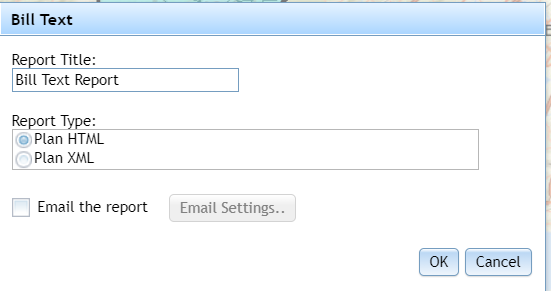 Bill Text
Report Title:
Bill Text Report
Report Type:
Plan HTML
Plan XML
Email the report
Email Settings..
OK
Cancel